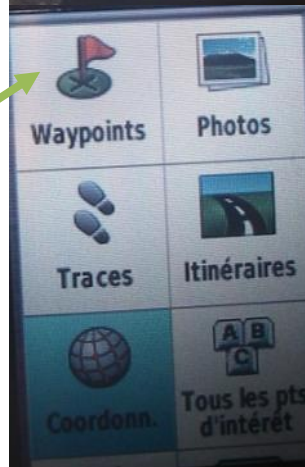 Waypoints
Photos
Traces
Itinéraires
A B
C
Coordonn.
Tous les pts
d'intérêt